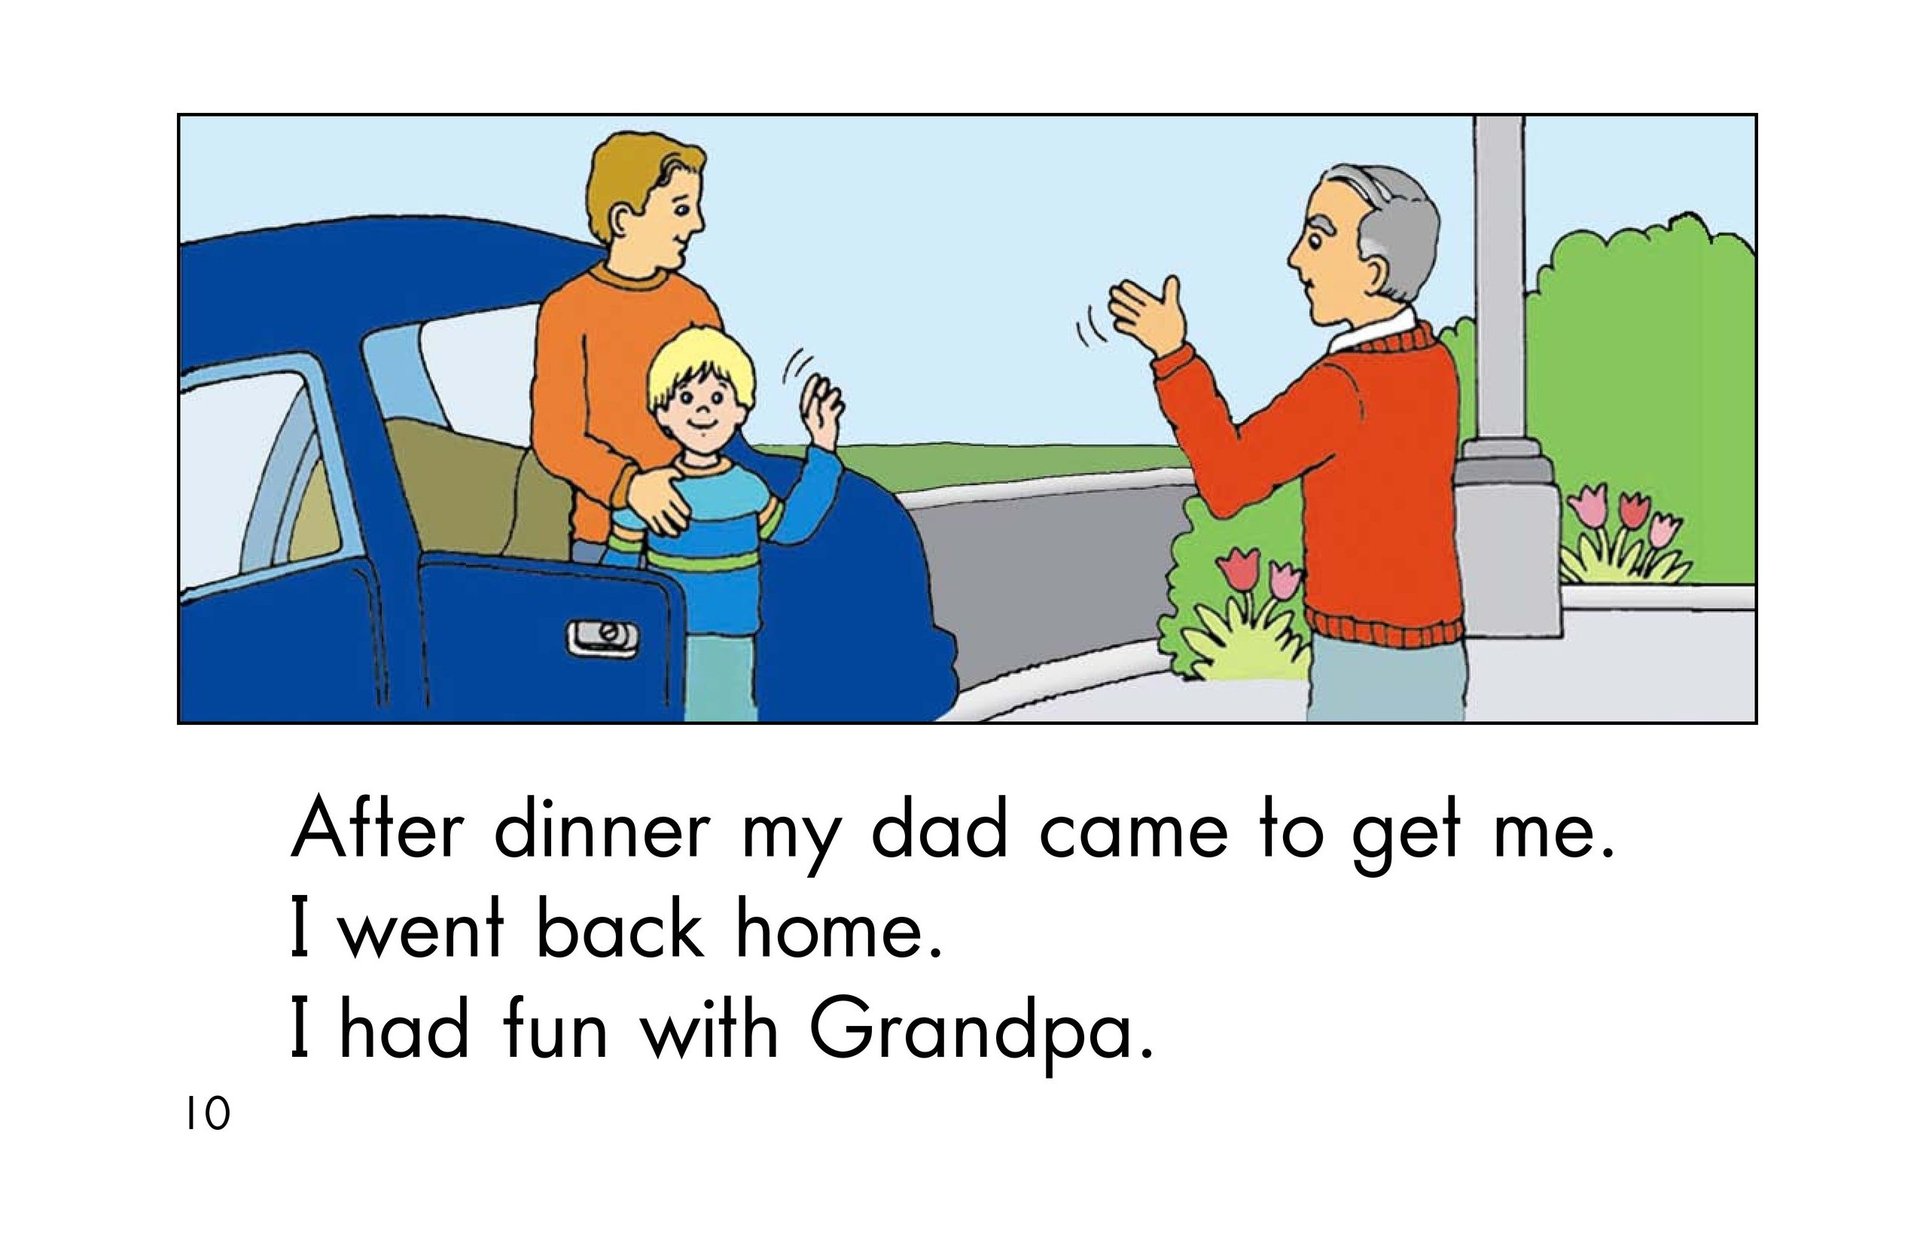 After dinner my dad came to get me.
I went back home.
I had fun with Grandpa.
10